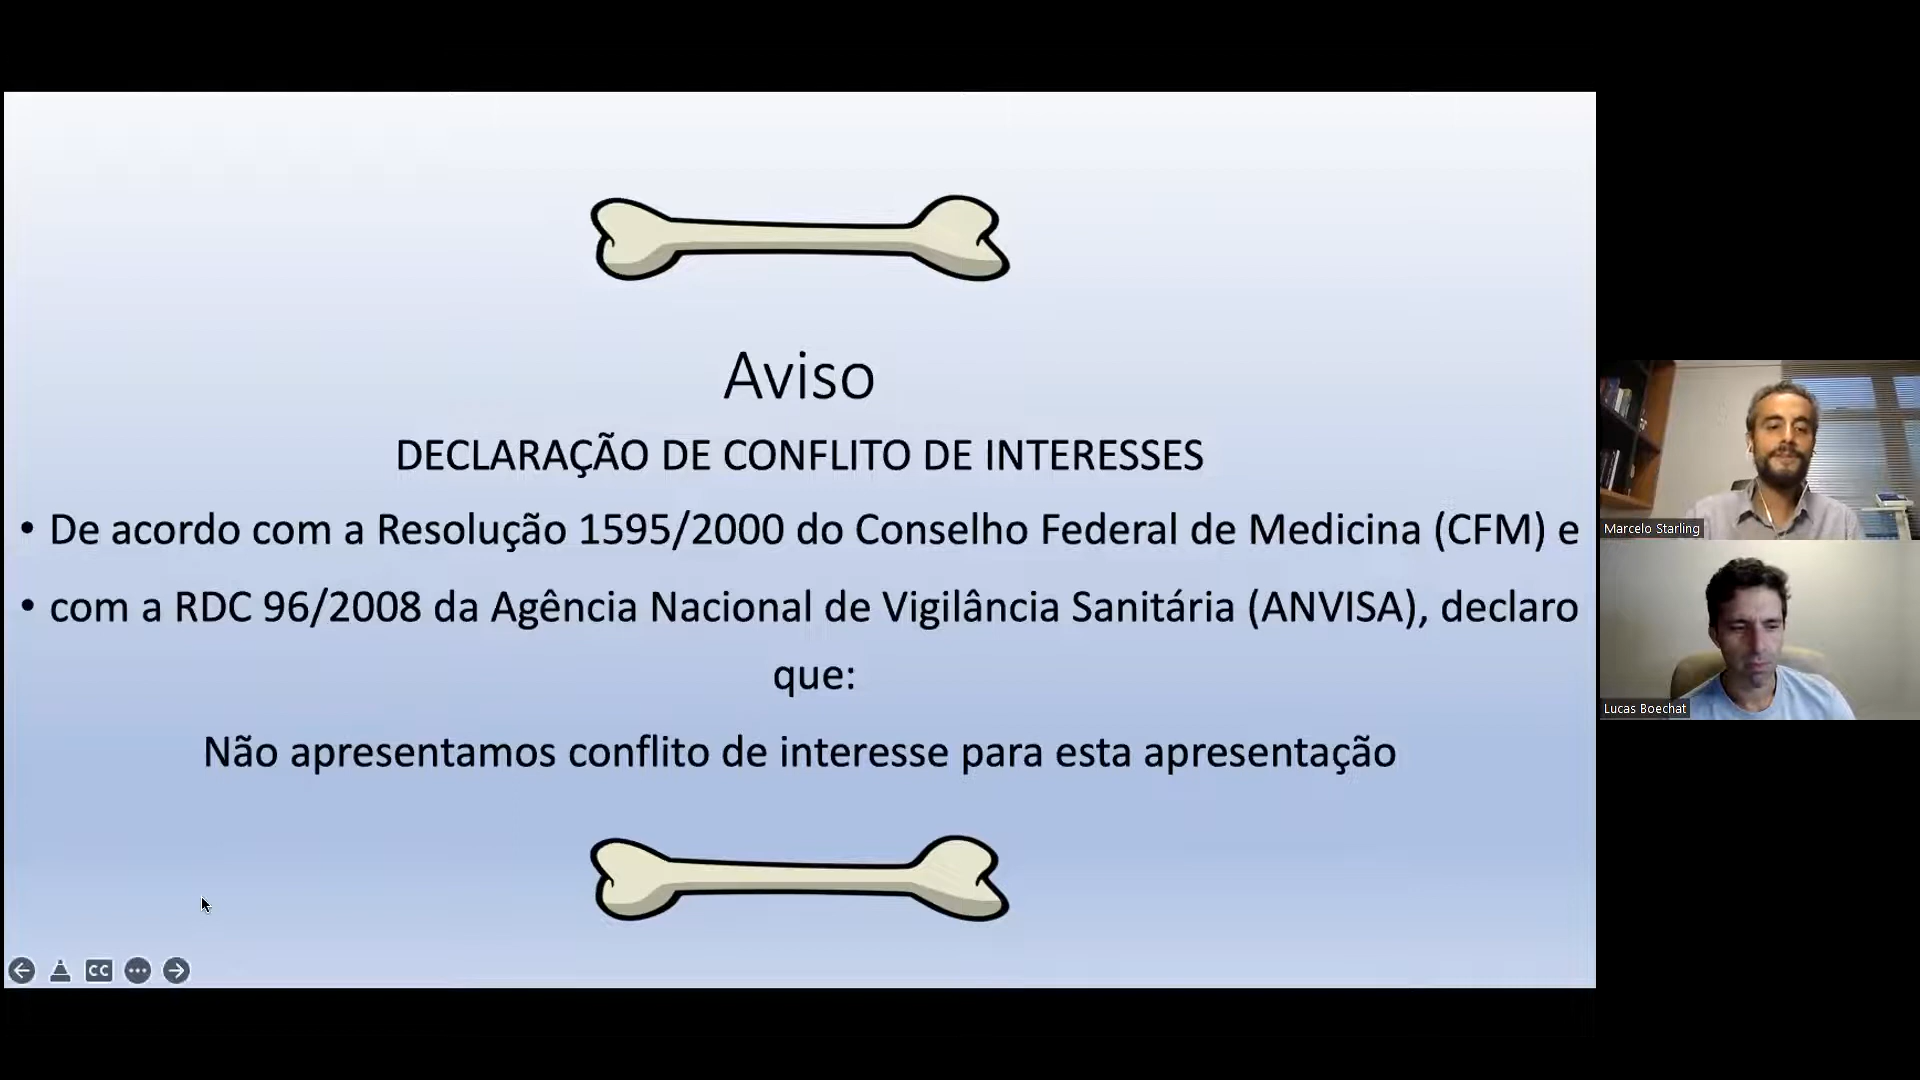 Aviso
DECLARAÇÃO DE CONFLITO DE INTERESSES
• De acordo com a Resolução 1595/2000 do Conselho Federal de Medicina (CFM) e
• com a RDC 96/2008 da Agência Nacional de Vigilância Sanitária (ANVISA), declaro
que:
Não apresentamos conflito de interesse para esta apresentação
CC
Marcelo Starling
Lucas Boechat